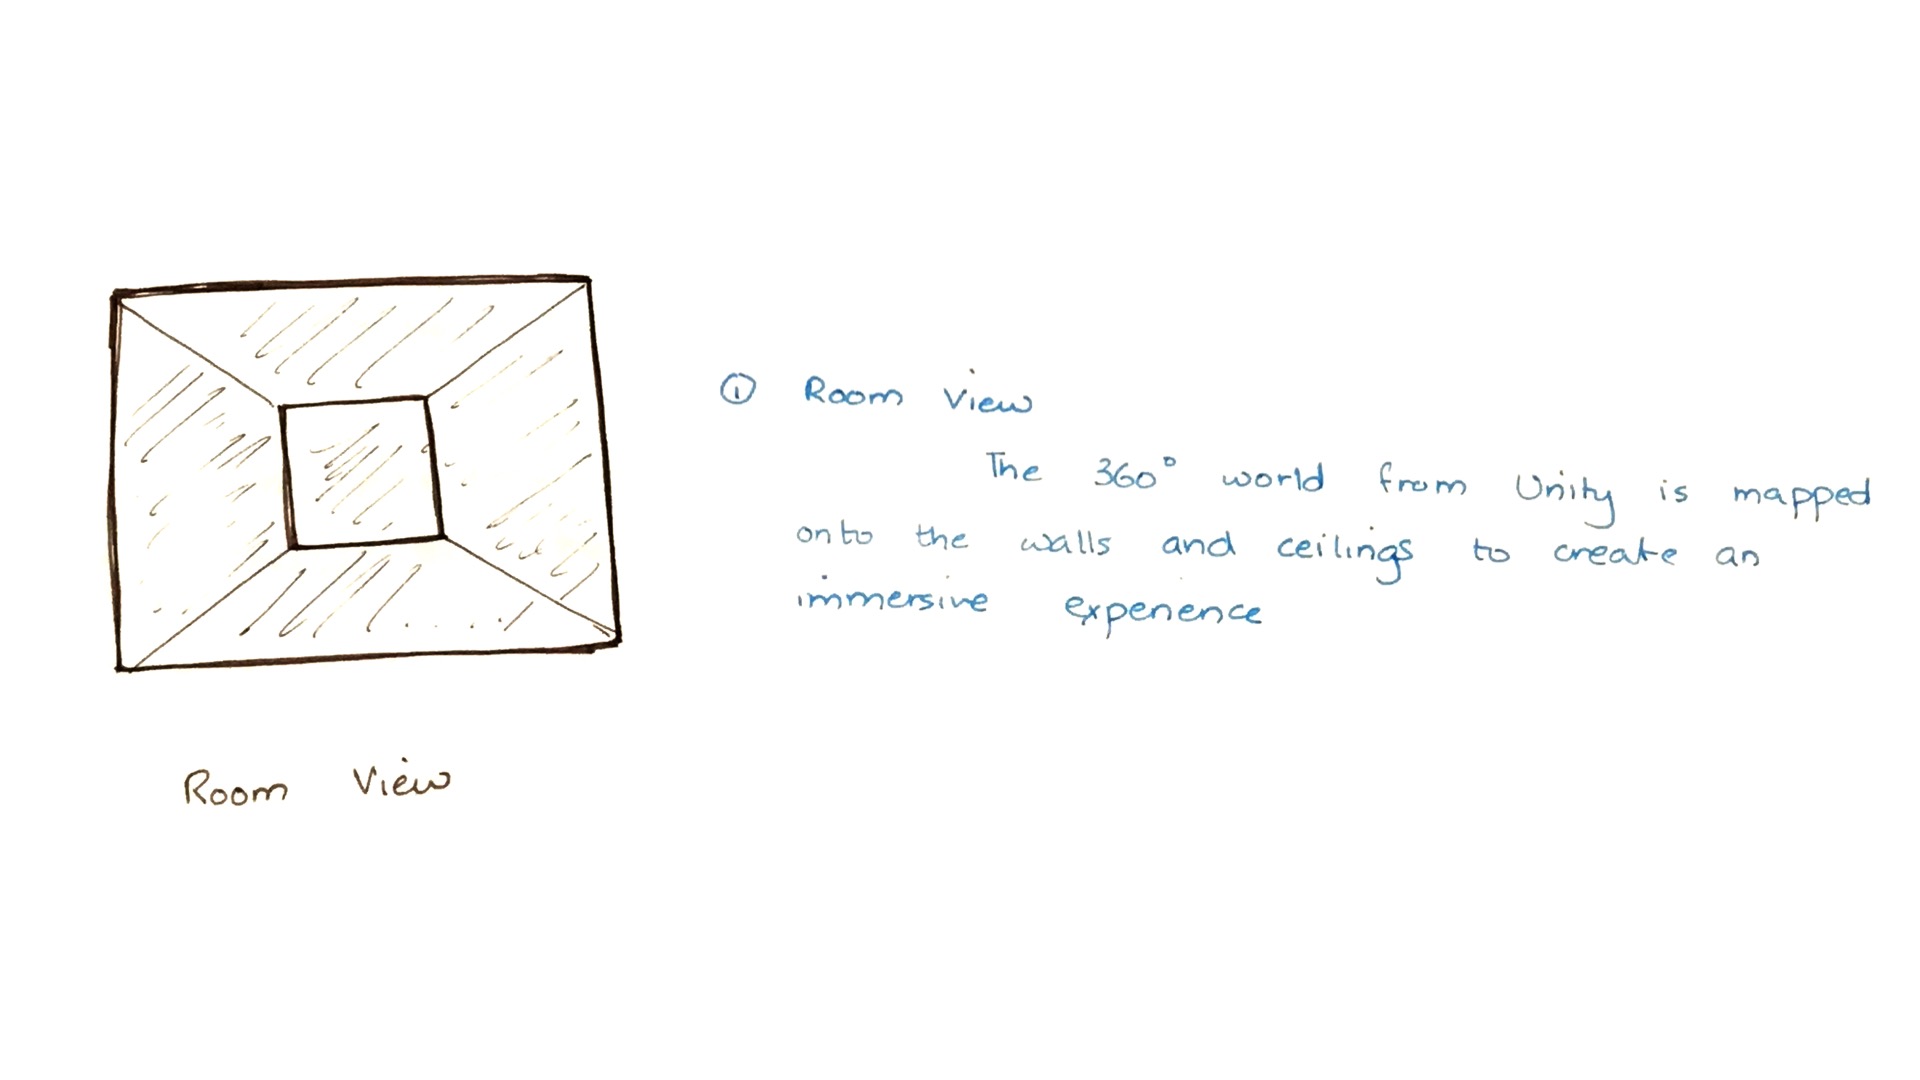 ① Room View
The 360° world from Unity is mapped
onto the walls and ceilings to create an
immersive experience
Room View